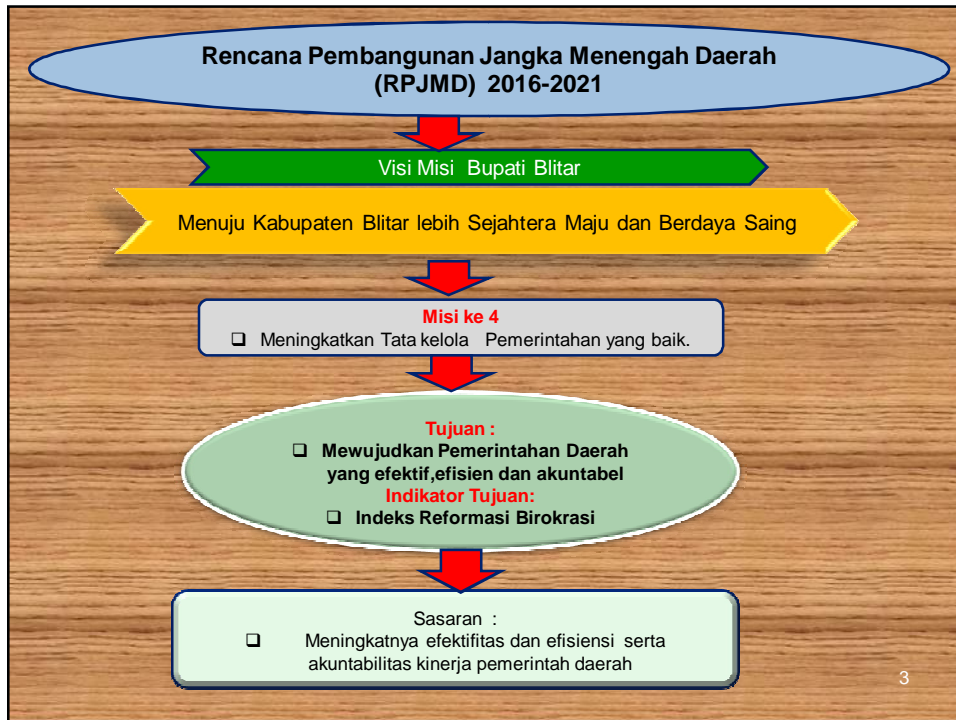 Rencana Pembangunan Jangka Menengah Daerah
(RPJMD) 2016-2021
Visi Misi Bupati Blitar
Menuju Kabupaten Blitar lebih Sejahtera Maju dan Berdaya Saing
Misi ke 4
❑ Meningkatkan Tata kelola Pemerintahan yang baik.
Tujuan :
❑ Mewujudkan Pemerintahan Daerah
yang efektif,efisien dan akuntabel
Indikator Tujuan:
❑ Indeks Reformasi Birokrasi
Sasaran :
❑ Meningkatnya efektifitas dan efisiensi serta
akuntabilitas kinerja pemerintah daerah
3